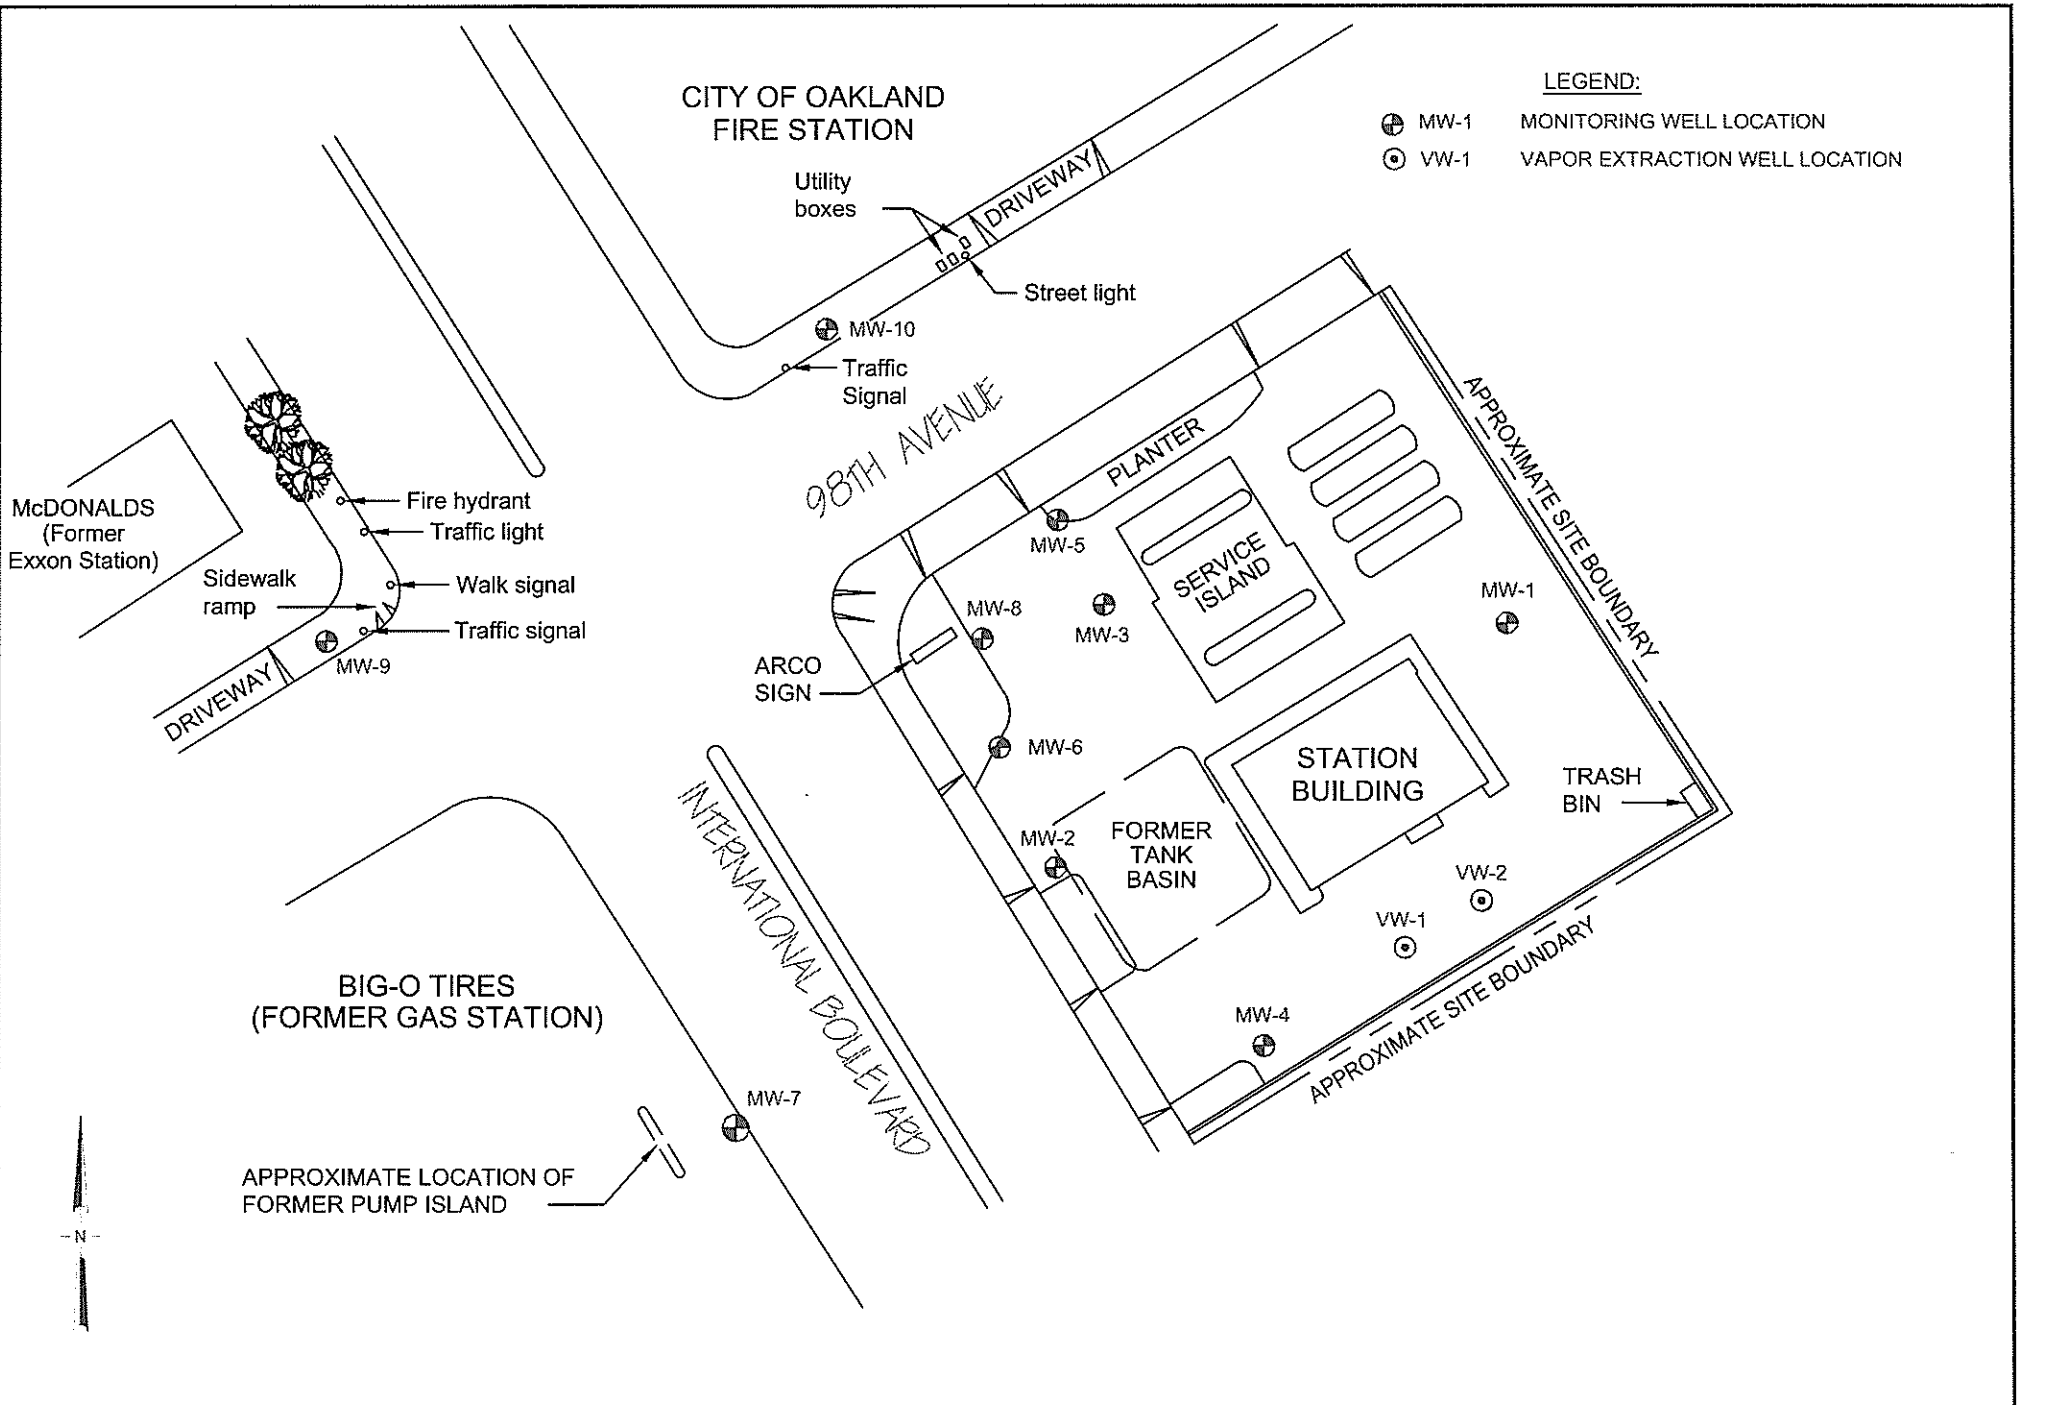 CITY OF OAKLAND
FIRE STATION
LEGEND:
MW-1 MONITORING WELL LOCATION
VW-1 VAPOR EXTRACTION WELL LOCATION
Utility
boxes
DRIVEWAY
Street light
MW-10
Traffic
Signal
98TH AVENUE
PLANTER
APPROXIMATE SITE BOUNDARY
McDONALDS
(Former
Exxon Station)
Fire hydrant
Traffic light
Sidewalk
ramp
Walk signal
Traffic signal
MW-9
DRIVEWAY
MW-5
SERVICE
ISLAND
MW-1
MW-8
MW-3
ARCO
SIGN
MW-6
STATION
BUILDING
TRASH
BIN
INTERNATIONAL BOULEVARD
MW-2
FORMER
TANK
BASIN
VW-2
VW-1
BIG-O TIRES
(FORMER GAS STATION)
MW-4
APPROXIMATE SITE BOUNDARY
MW-7
APPROXIMATE LOCATION OF
FORMER PUMP ISLAND
N